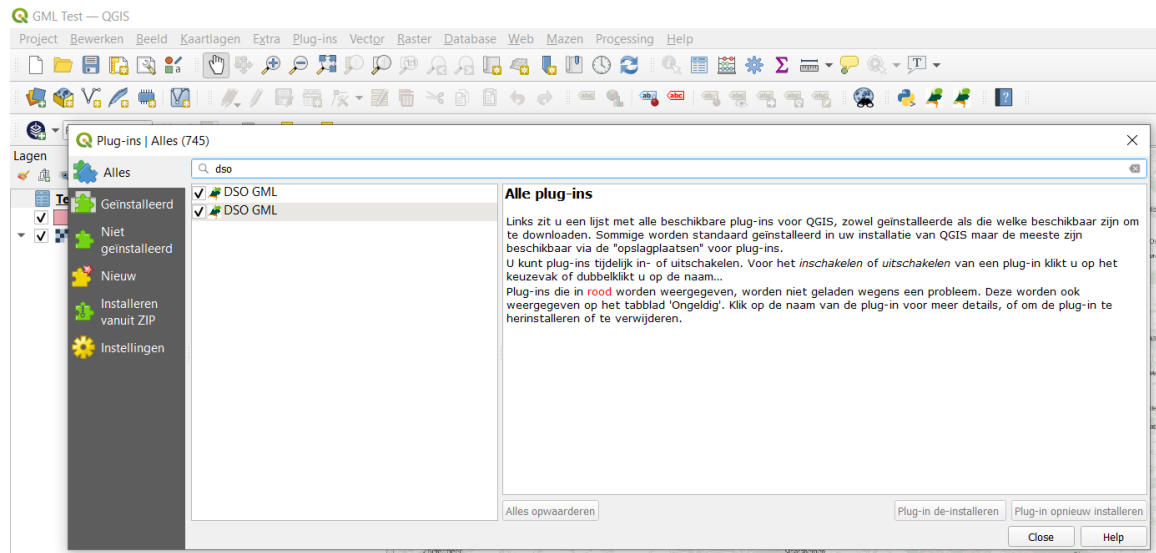 GML Test — QGIS
Project Bewerken Beeld Kaartlagen Extra Plug-ins Vector Raster Database Web Mazen Processing Help
Plug-ins | Alles (745)
Lagen
Alles
Geïnstalleerd
Niet
geïnstalleerd
Nieuw
Installeren
vanuit ZIP
Instellingen
dso
DSO GML
DSO GML
Alle plug-ins
Links zit u een lijst met alle beschikbare plug-ins voor QGIS, zowel geïnstalleerde als die welke beschikbaar zijn om
te downloaden. Sommige worden standaard geïnstalleerd in uw installatie van QGIS maar de meeste zijn
beschikbaar via de "opslagplaatsen" voor plug-ins.
U kunt plug-ins tijdelijk in- of uitschakelen. Voor het inschakelen of uitschakelen van een plug-in klikt u op het
keuzevak of dubbelklikt u op de naam...
Plug-ins die in rood worden weergegeven, worden niet geladen wegens een probleem. Deze worden ook
weergegeven op het tabblad 'Ongeldig'. Klik op de naam van de plug-in voor meer details, of om de plug-in te
herinstalleren of te verwijderen.
Alles opwaarderen
Plug-in de-installeren
Plug-in opnieuw installeren
Close
Help